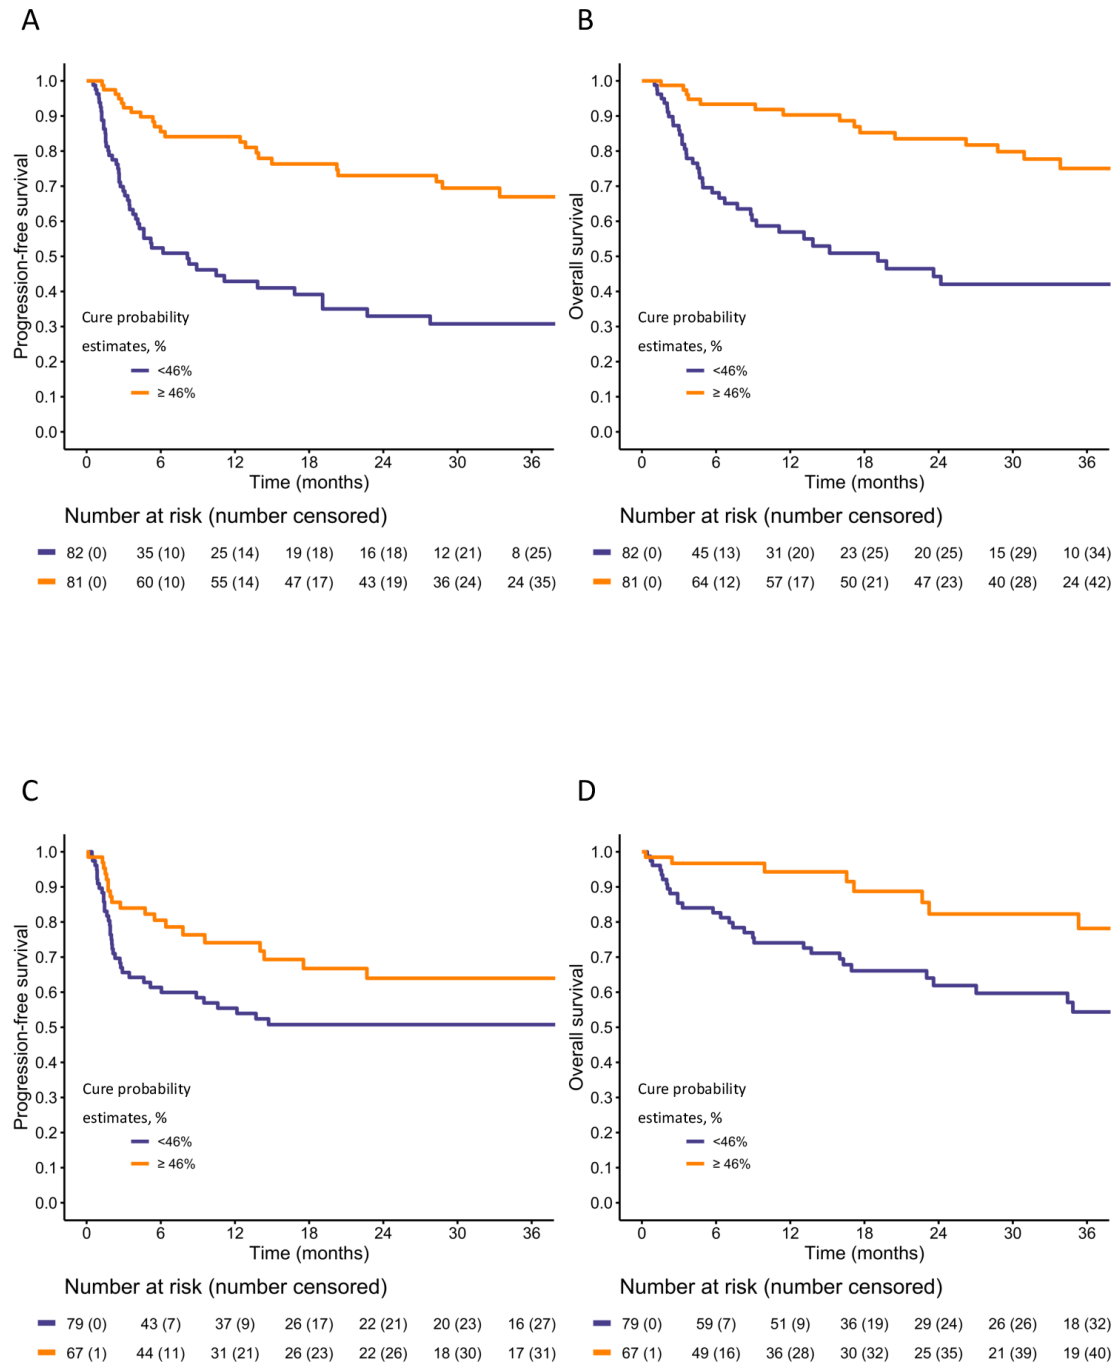 A
Progression-free survival
1.0
0.9
0.8
0.7
0.6
0.5
0.4
0.3
0.2
0.1
0.0
Cure probability
estimates, %
<46%
≥ 46%
0 6 12 18 24 30 36
Time (months)
Number at risk (number censored)
82 (0) 35 (10) 25 (14) 19 (18) 16 (18) 12 (21) 8 (25)
81 (0) 60 (10) 55 (14) 47 (17) 43 (19) 36 (24) 24 (35)
B
Overall survival
1.0
0.9
0.8
0.7
0.6
0.5
0.4
0.3
0.2
0.1
0.0
Cure probability
estimates, %
<46%
≥ 46%
0 6 12 18 24 30 36
Time (months)
Number at risk (number censored)
82 (0) 45 (13) 31 (20) 23 (25) 20 (25) 15 (29) 10 (34)
81 (0) 64 (12) 57 (17) 50 (21) 47 (23) 40 (28) 24 (42)
C
Progression-free survival
1.0
0.9
0.8
0.7
0.6
0.5
0.4
0.3
0.2
0.1
0.0
Cure probability
estimates, %
<46%
≥ 46%
0 6 12 18 24 30 36
Time (months)
Number at risk (number censored)
79 (0) 43 (7) 37 (9) 26 (17) 22 (21) 20 (23) 16 (27)
67 (1) 44 (11) 31 (21) 26 (23) 22 (26) 18 (30) 17 (31)
D
Overall survival
1.0
0.9
0.8
0.7
0.6
0.5
0.4
0.3
0.2
0.1
0.0
Cure probability
estimates, %
<46%
≥ 46%
0 6 12 18 24 30 36
Time (months)
Number at risk (number censored)
79 (0) 59 (7) 51 (9) 36 (19) 29 (24) 26 (26) 18 (32)
67 (1) 49 (16) 36 (28) 30 (32) 25 (35) 21 (39) 19 (40)